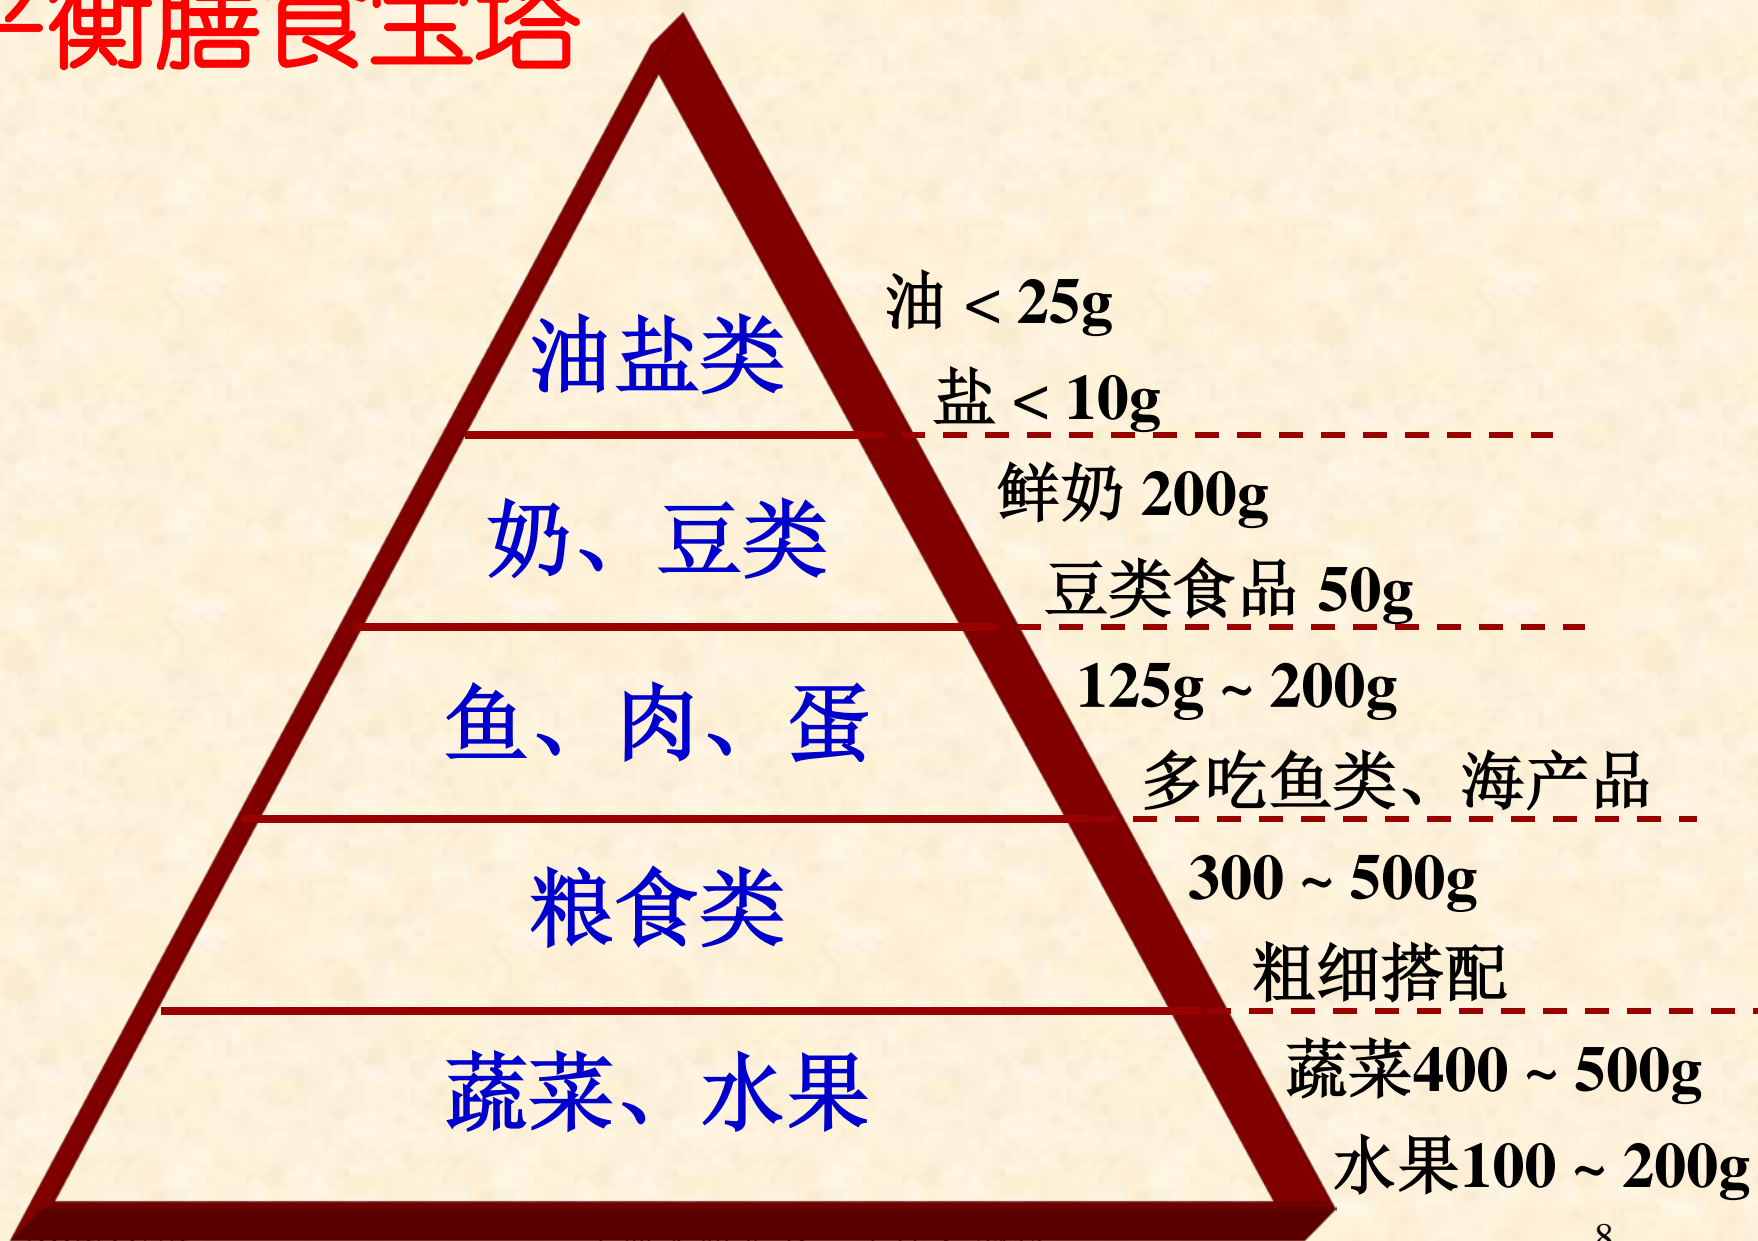 衡膳食宝塔
油 < 25g
油盐类
盐 < 10g
鲜奶 200g
奶、豆类
豆类食品 50g
125g ~ 200g
鱼、肉、蛋
多吃鱼类、海产品
300 ~ 500g
粮食类
粗细搭配
蔬菜400 ~ 500g
蔬菜、水果
水果100 ~ 200g
8